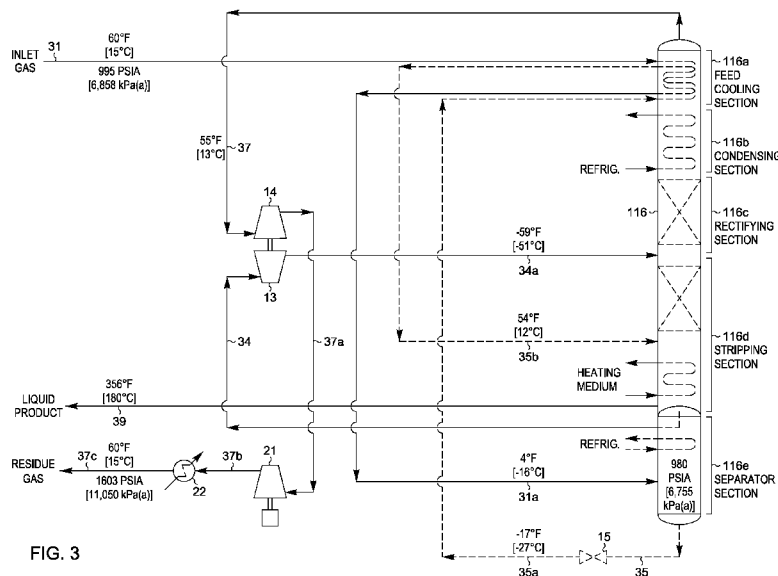 60°F
[15°C]
INLET
GAS
31
995 PSIA
[6,858 kPa(a)]
116a
FEED
COOLING
SECTION
55°F
[13°C]
37
116b
CONDENSING
SECTION
REFRIG.
14
116
116c
RECTIFYING
SECTION
-59°F
[-51°C]
34a
13
34
37a
54°F
[12°C]
35b
116d
STRIPPING
SECTION
HEATING
MEDIUM
356°F
[180°C]
LIQUID
PRODUCT
39
REFRIG.
60°F
37c
[15°C]
37b
21
RESIDUE
GAS
1603 PSIA
[11,050 kPa(a)]
22
4°F
[-16°C]
31a
980
PSIA
[6,755
kPa(a)]
116e
SEPARATOR
SECTION
-17°F
[-27°C]
35a
15
35
FIG. 3